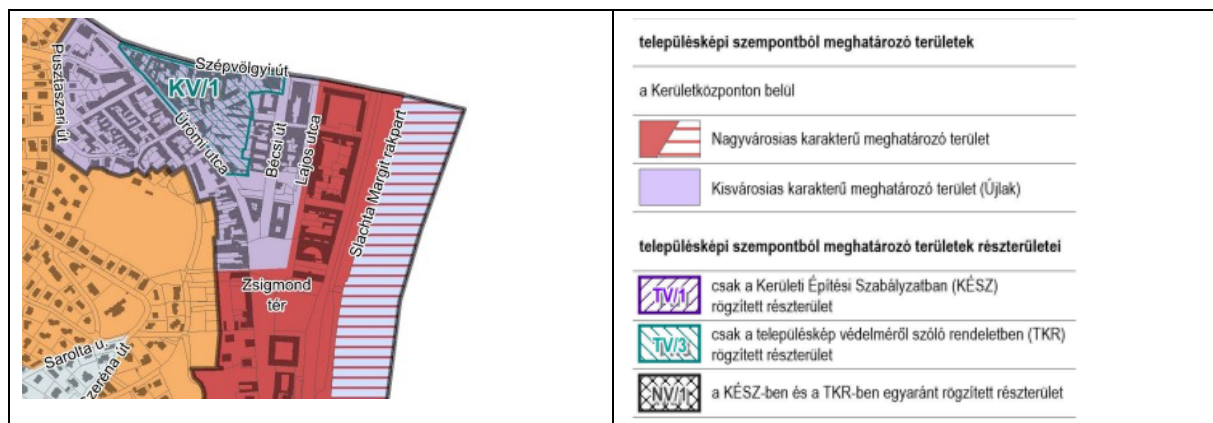 Pusztaszeri út
Szépvölgyi út
KV/1
Ürömi utca
Bécsi út
Lajos utca
Slachta Margit rakpart
Zsigmond
tér
Sarolta u.
Szeréna út
településképi szempontból meghatározó területek
a Kerületközponton belül
Nagyvárosias karakterű meghatározó terület
Kisvárosias karakterű meghatározó terület (Újlak)
településképi szempontból meghatározó területek részterületei
TV/1
csak a Kerületi Építési Szabályzatban (KÉSZ)
rögzített részterület
TV/3
csak a településkép védelméről szóló rendeletben (TKR)
rögzített részterület
NV/1
a KÉSZ-ben és a TKR-ben egyaránt rögzített részterület